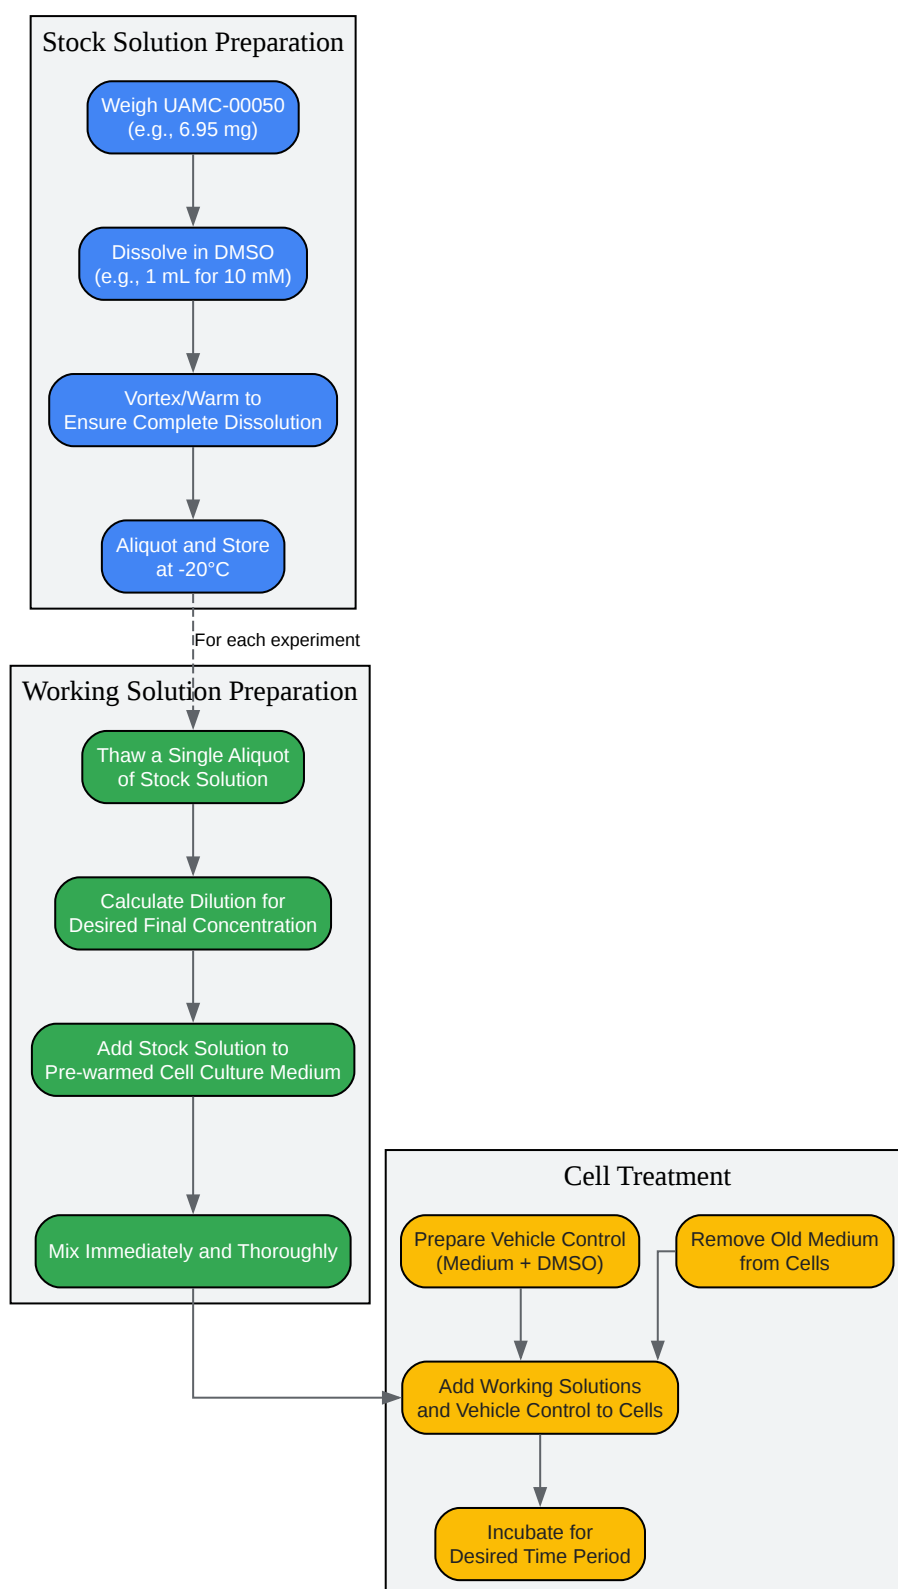 Stock Solution Preparation
Weigh UAMC-00050
(e.g., 6.95 mg)
Dissolve in DMSO
(e.g., 1 mL for 10 mM)
Vortex/Warm to
Ensure Complete Dissolution
Aliquot and Store
at -20°C
For each experiment
Working Solution Preparation
Thaw a Single Aliquot
of Stock Solution
Calculate Dilution for
Desired Final Concentration
Add Stock Solution to
Pre-warmed Cell Culture Medium
Mix Immediately and Thoroughly
Cell Treatment
Prepare Vehicle Control
(Medium + DMSO)
Remove Old Medium
from Cells
Add Working Solutions
and Vehicle Control to Cells
Incubate for
Desired Time Period